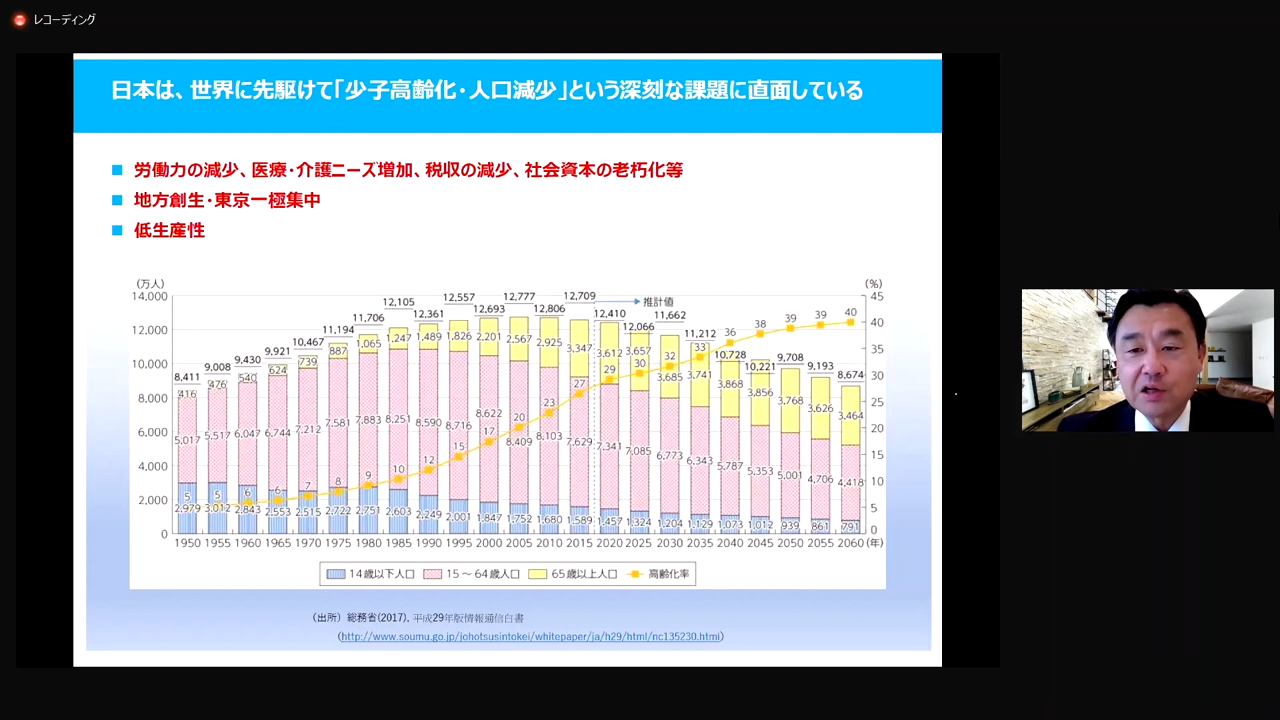 レコーディング
日本は、世界に先駆けて「少子高齢化・人口減少」という深刻な課題に直面している
労働力の減少、医療・介護ニーズ増加、税収の減少、社会資本の老朽化等
地方創生・東京一極集中
低生産性
(万人) (%)
14,000 12,000 10,000 8,000 6,000 4,000 2,000 0
8,411 9,008 9,430 9,921 10,467 11,194 11,706 12,105 12,361 12,557 12,693 12,777 12,806 12,709 12,410 12,066 11,662 11,212 10,728 10,221 9,708 9,193 8,674
推計値
416 476 540 624 739 887 1,065 1,247 1,489 1,826 2,201 2,567 2,925 3,347 3,612 3,657 3,685 3,741 3,868 3,856 3,768 3,626 3,464
5,017 5,517 6,047 6,744 7,212 7,581 7,883 8,251 8,590 8,716 8,622 8,409 8,103 7,629 7,341 7,085 6,773 6,343 5,787 5,353 5,001 4,706 4,418
5 5 6 6 7 8 9 10 12 15 17 20 23 27 29 30 32 33 36 38 39 39 40
2,979 3,012 2,843 2,553 2,515 2,722 2,751 2,603 2,249 2,001 1,847 1,752 1,680 1,589 1,457 1,324 1,204 1,129 1,073 1,012 939 861 791
45 40 35 30 25 20 15 10 5 0
1950 1955 1960 1965 1970 1975 1980 1985 1990 1995 2000 2005 2010 2015 2020 2025 2030 2035 2040 2045 2050 2055 2060 (年)
14歳以下人口 15～64歳人口 65歳以上人口 高齢化率
（出所）総務省(2017), 平成29年版情報通信白書
(http://www.soumu.go.jp/johotsusintokei/whitepaper/ja/h29/html/nc135230.html)